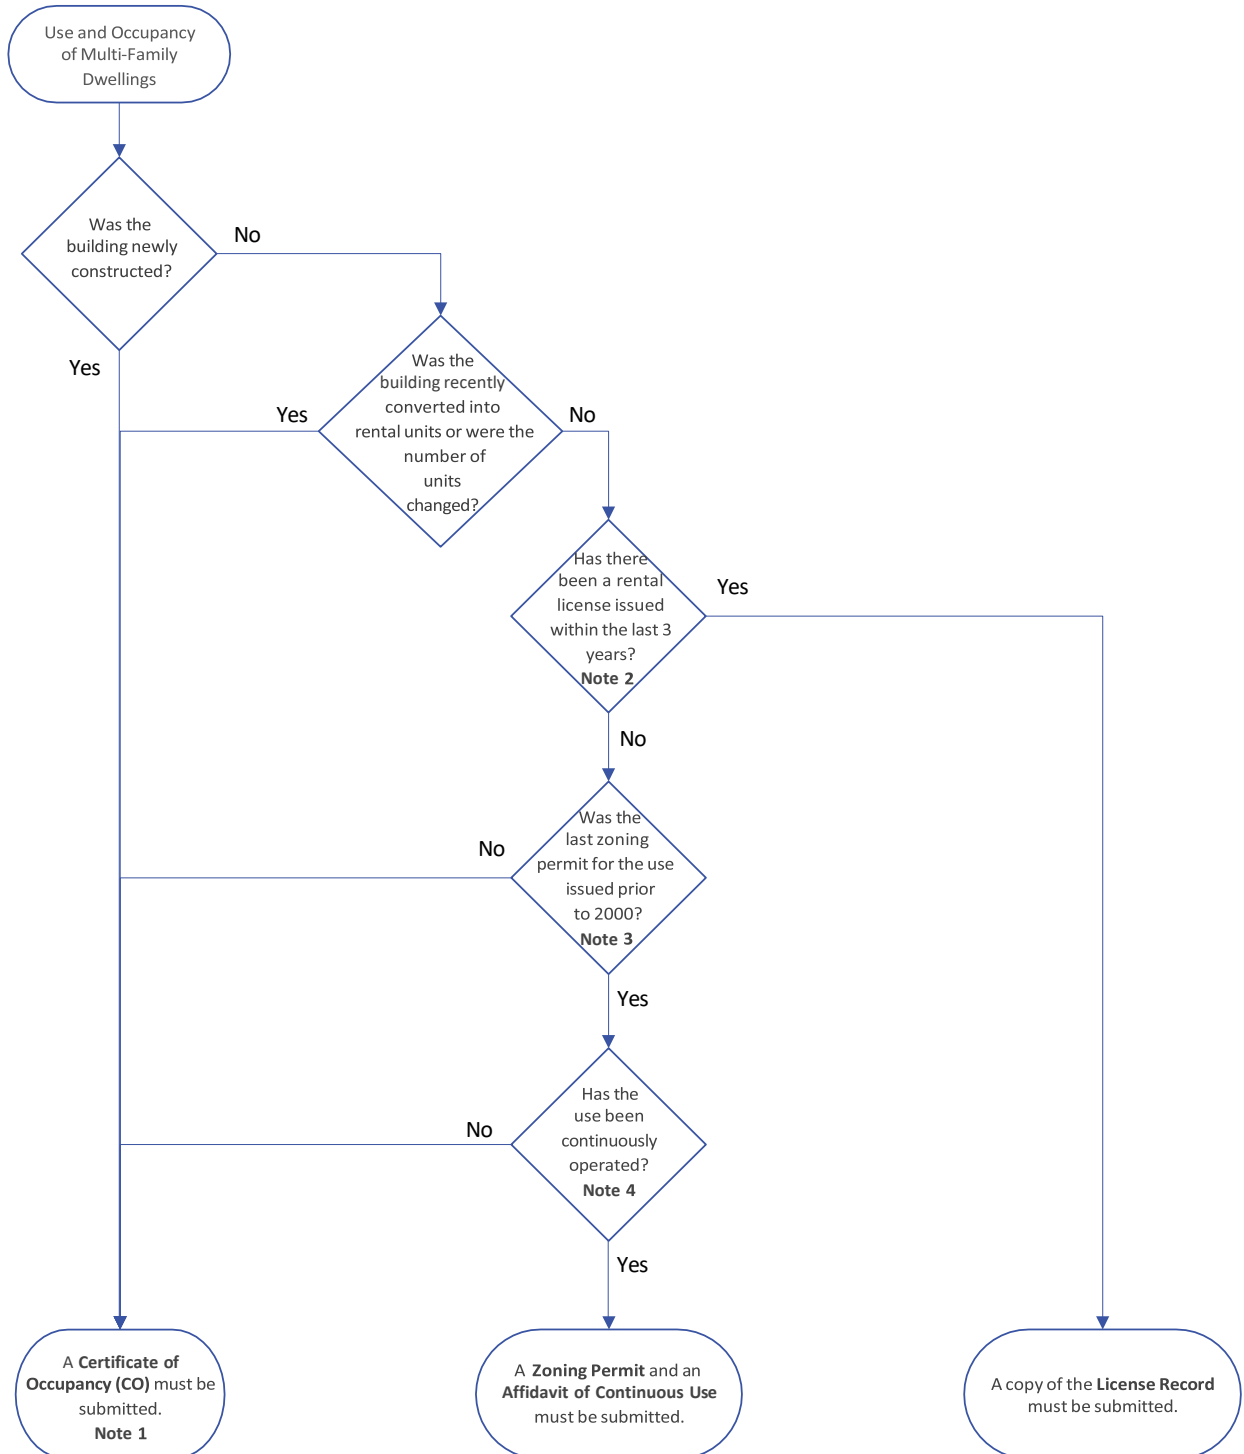 Use and Occupancy
of Multi-Family
Dwellings
Was the
building newly
constructed?
No
Yes
Was the
building recently
converted into
rental units or were the
number of
units
changed?
Yes
No
Has there
been a rental
license issued
within the last 3
years?
Note 2
Yes
No
Was the
last zoning
permit for the use
issued prior
to 2000?
Note 3
No
Yes
Has the
use been
continuously
operated?
Note 4
No
Yes
A Certificate of
Occupancy (CO) must be
submitted.
Note 1
A Zoning Permit and an
Affidavit of Continuous Use
must be submitted.
A copy of the License Record
must be submitted.